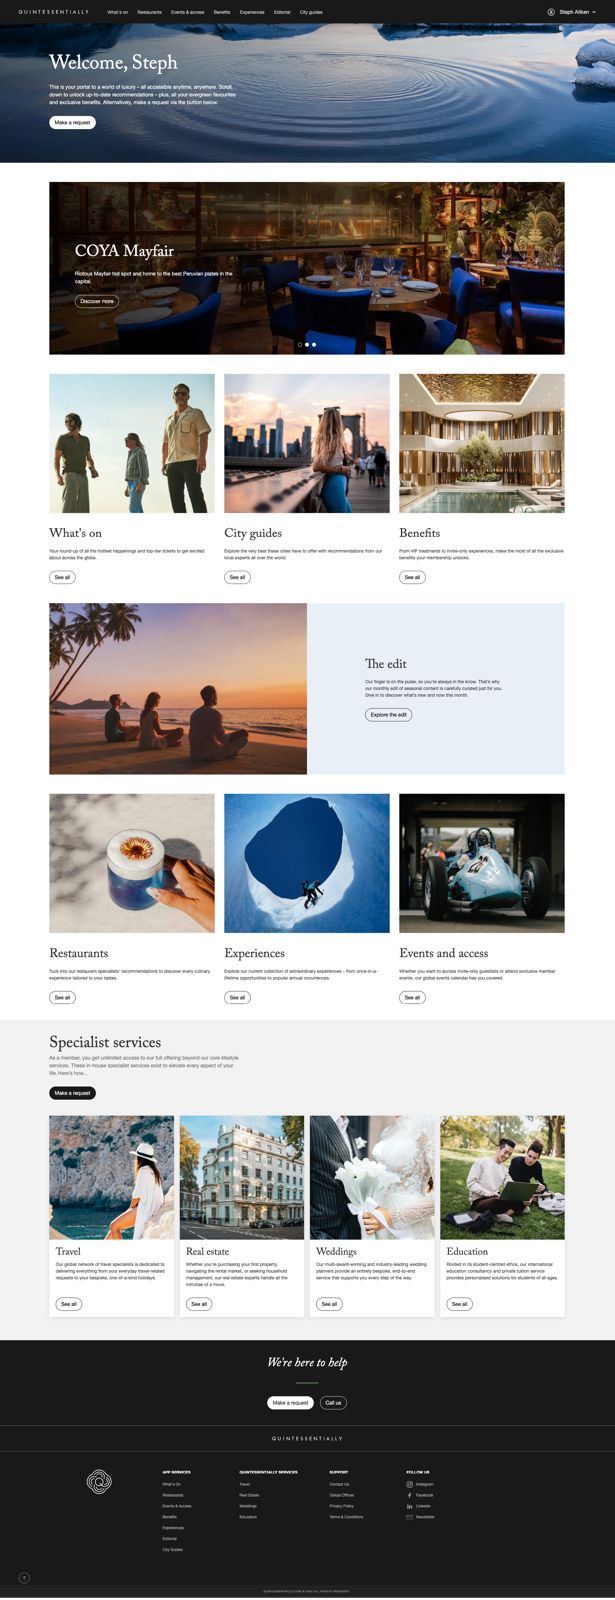 QUINTESSENTIALLY
What's on
Restaurants
Events & access
Benefits
Experiences
Editorial
City guides
Steph Aitken
Welcome, Steph
This is your portal to a world of luxury – all accessible anytime, anywhere. Scroll
down to unlock up-to-date recommendations – plus, all your evergreen favourites
and exclusive benefits. Alternatively, make a request via the button below.
Make a request
COYA Mayfair
Riotous Mayfair hot spot and home to the best Peruvian plates in the
capital.
Discover more
What's on
Your round-up of all the hottest happenings and top-tier tickets to get excited
about across the globe.
See all
City guides
Explore the very best these cities have to offer with recommendations from our
local experts all over the world.
See all
Benefits
From VIP treatments to invite-only experiences, make the most of all the exclusive
benefits your membership unlocks.
See all
The edit
Our finger is on the pulse, so you're always in the know. That's why
our monthly edit of seasonal content is carefully curated just for you.
Dive in to discover what's new and now this month.
Explore the edit
Restaurants
Tuck into our restaurant specialists' recommendations to discover every culinary
experience tailored to your tastes.
See all
Experiences
Explore our current collection of extraordinary experiences – from once-in-a-
lifetime opportunities to popular annual occurrences.
See all
Events and access
Whether you want to access invite-only guestlists or attend exclusive member
events, our global events calendar has you covered.
See all
Specialist services
As a member, you get unlimited access to our full offering beyond our core lifestyle
services. These in-house specialist services exist to elevate every aspect of your
life. Here's how…
Make a request
Travel
Our global network of travel specialists is dedicated to
delivering everything from your everyday travel-related
requests to your bespoke, one-of-a-kind holidays.
See all
Real estate
Whether you're purchasing your first property,
navigating the rental market, or seeking household
management, our real estate experts handle all the
minutiae of a move.
See all
Weddings
Our multi-award-winning and industry-leading wedding
planners provide an entirely bespoke, end-to-end
service that supports you every step of the way.
See all
Education
Rooted in its student-centred ethos, our international
education consultancy and private tuition service
provides personalised solutions for students of all ages.
See all
We're here to help
Make a request
Call us
QUINTESSENTIALLY
APP SERVICES
What's On
Restaurants
Events & Access
Benefits
Experiences
Editorial
City Guides
QUINTESSENTIALLY SERVICES
Travel
Real Estate
Weddings
Education
SUPPORT
Contact Us
Global Offices
Privacy Policy
Terms & Conditions
FOLLOW US
Instagram
Facebook
LinkedIn
Newsletter